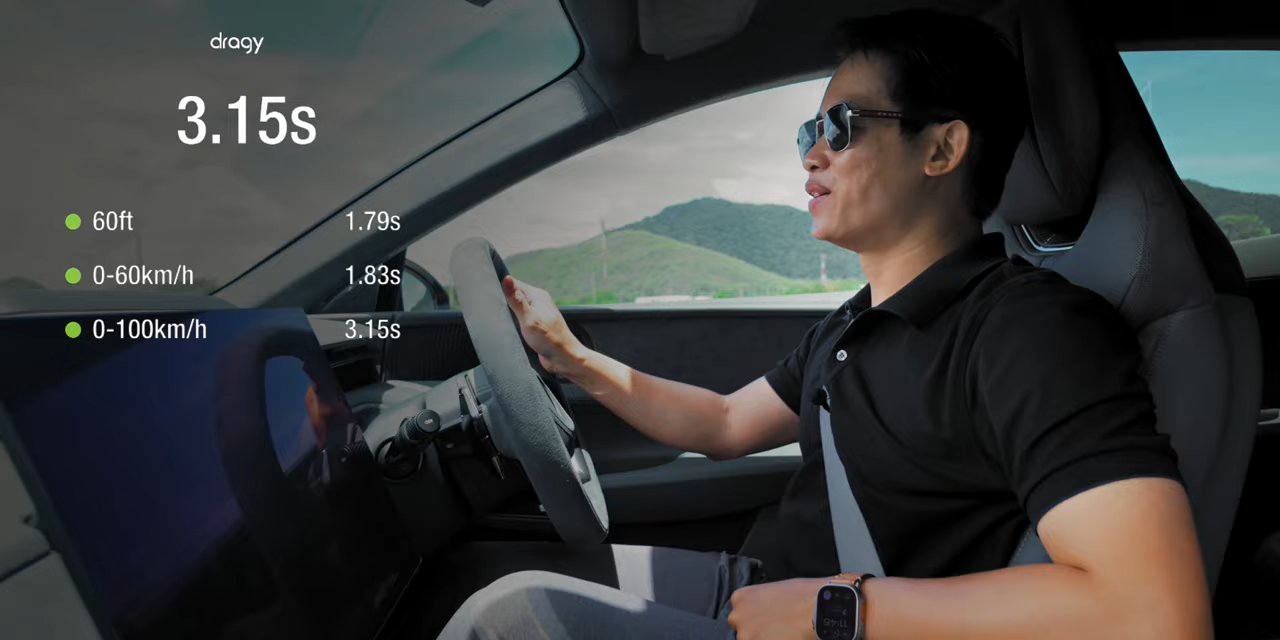 dragy
3.15s
60ft 1.79s
0-60km/h 1.83s
0-100km/h 3.15s